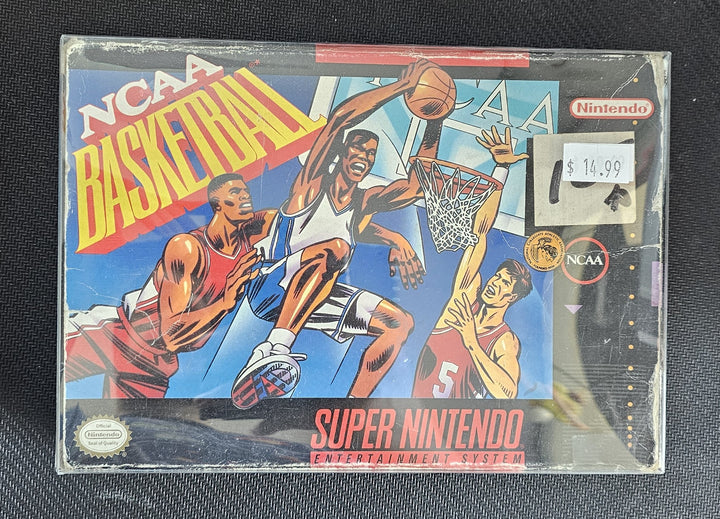 NCAA
BASKETBALL
NCAA
Nintendo
$ 14.99
NCAA
5
Official
Nintendo
Seal of Quality
SUPER NINTENDO
ENTERTAINMENT SYSTEM